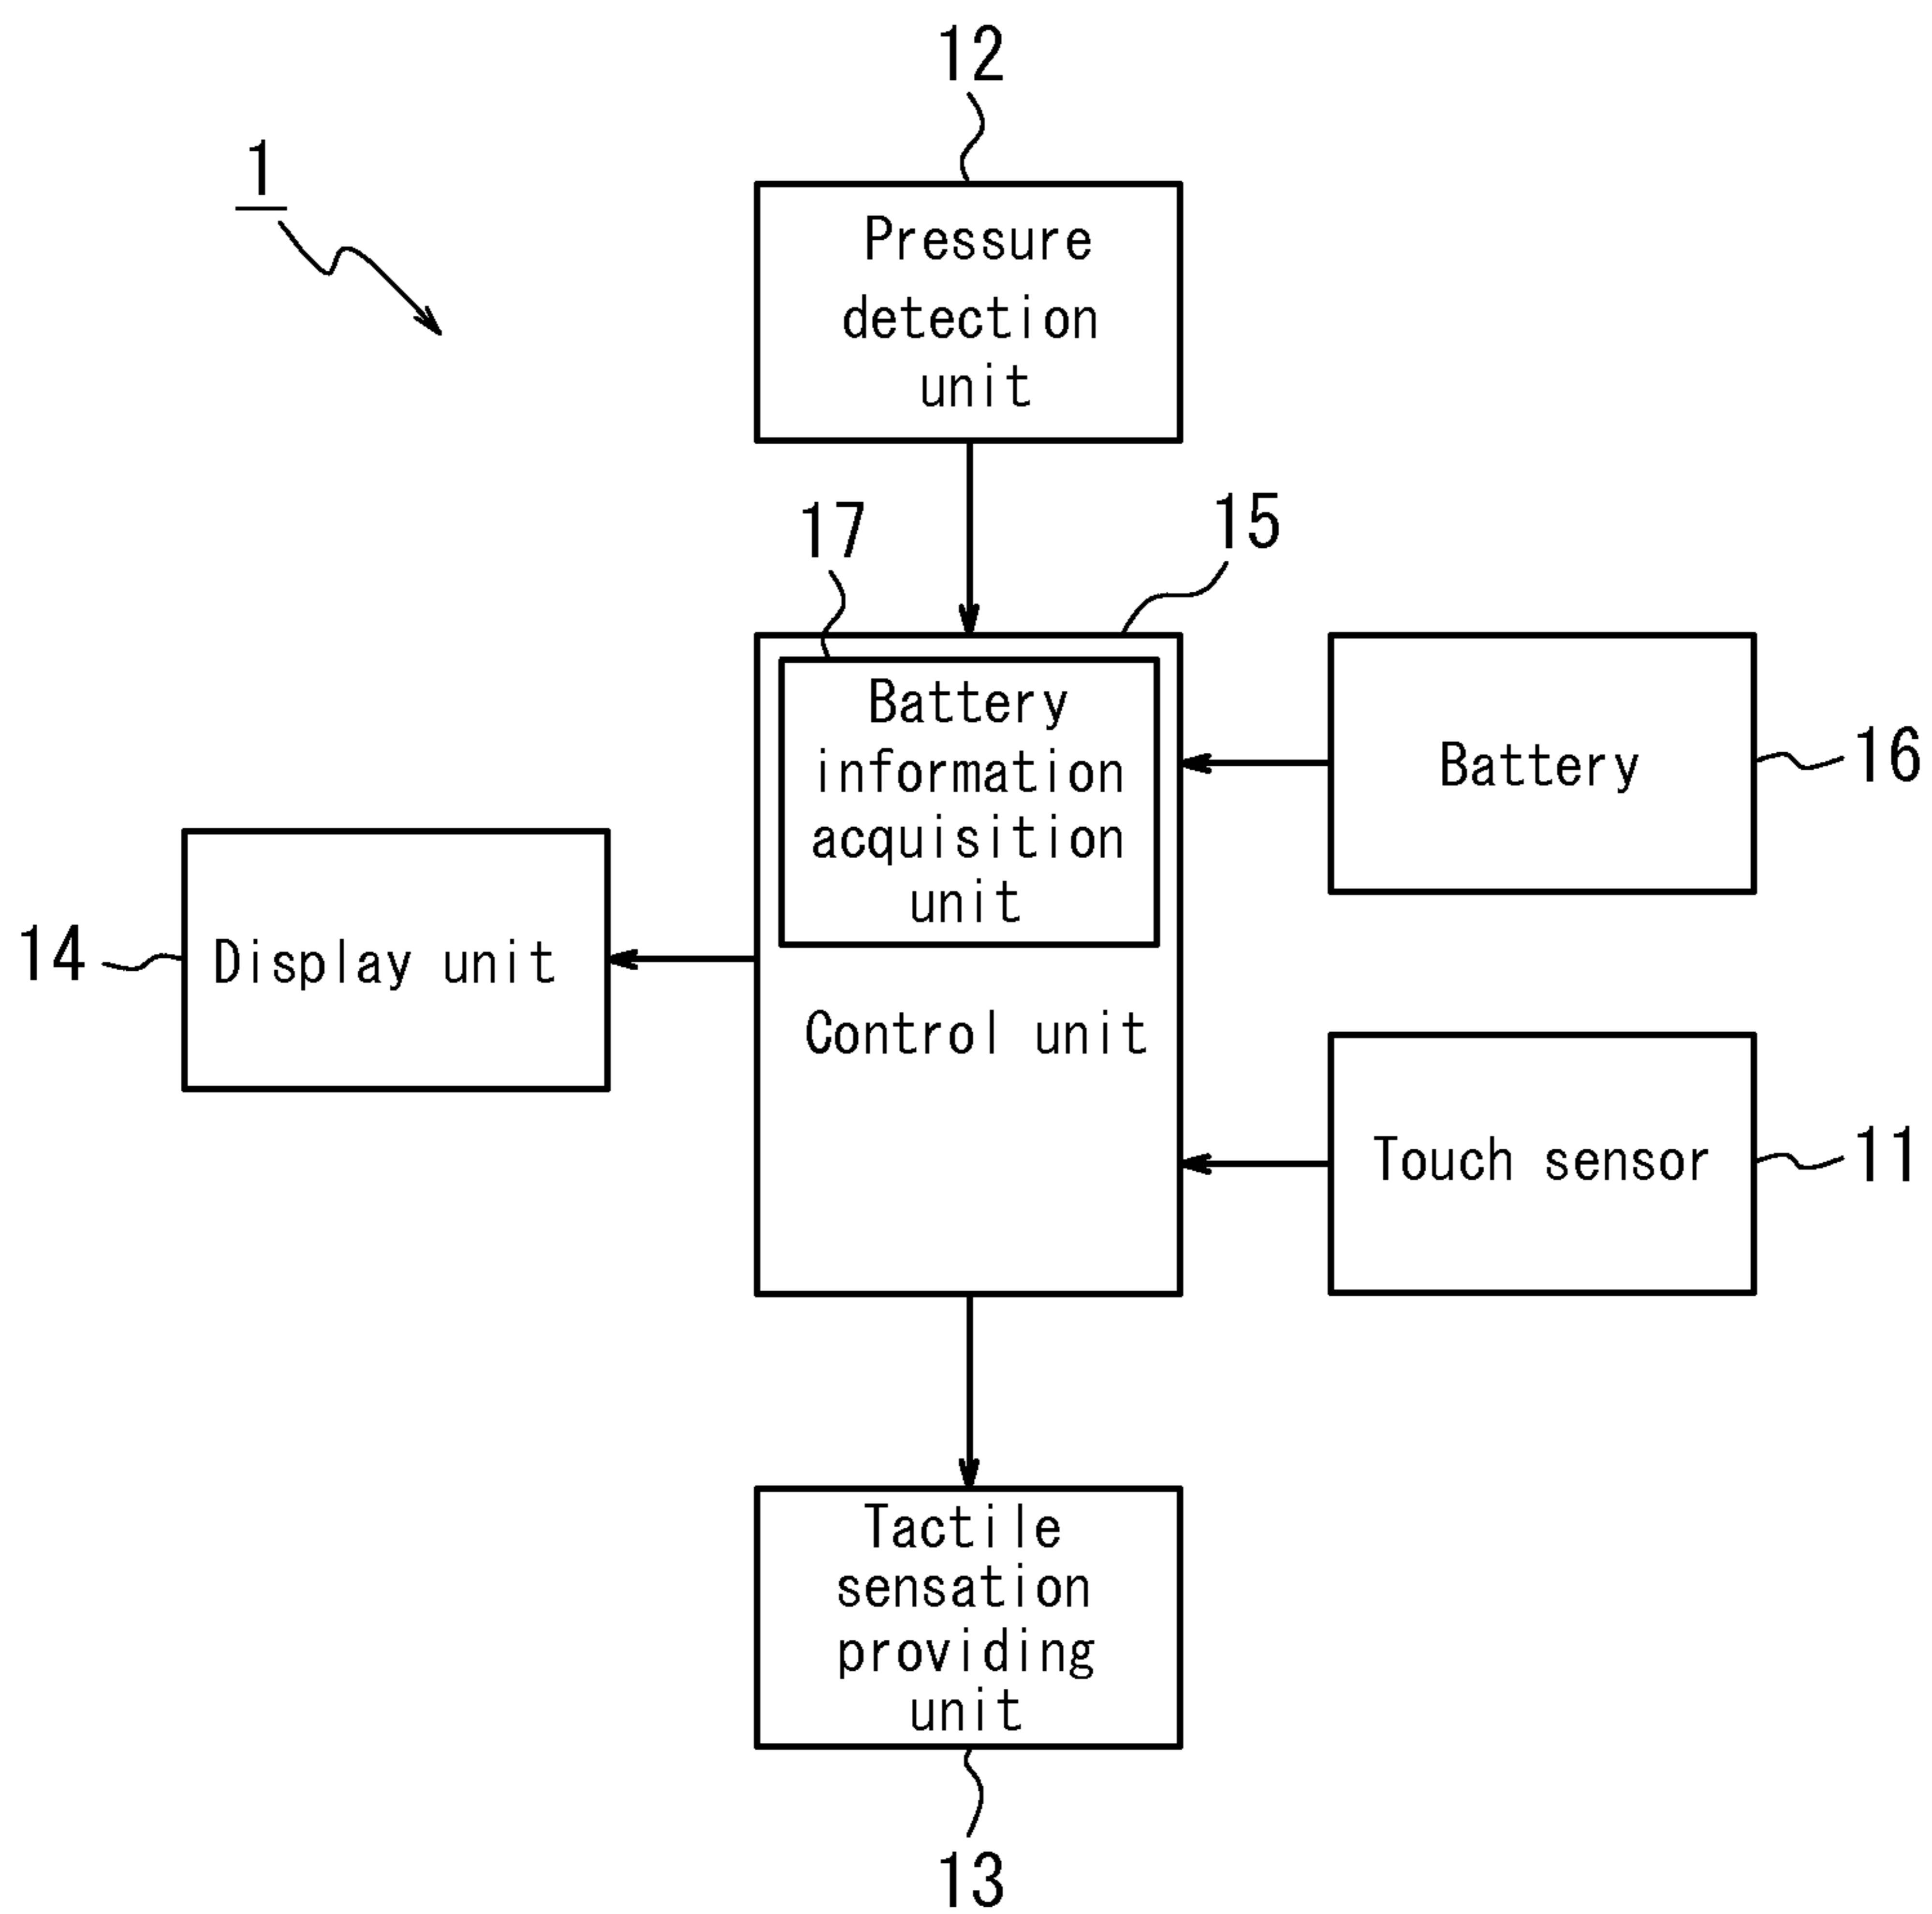 12
1
Pressure
detection
unit
17
15
Battery
information
acquisition
unit
Battery
16
14
Display unit
Control unit
Touch sensor
11
Tactile
sensation
providing
unit
13